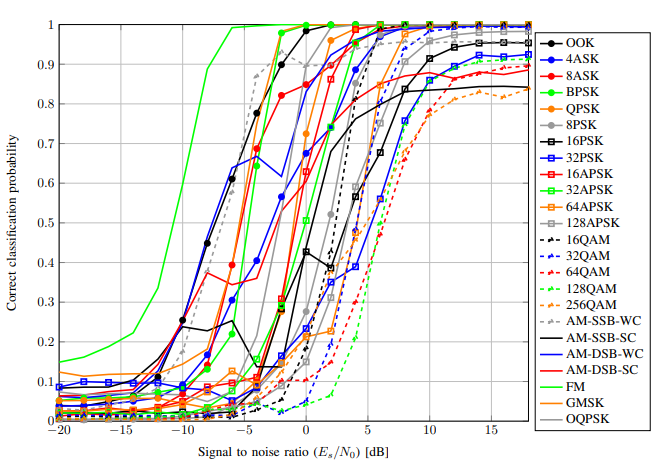 1
0.9
0.8
0.7
0.6
0.5
0.4
0.3
0.2
0.1
0
−20
−15
−10
−5
0
5
10
15
Correct classification probability
Signal to noise ratio (Es/N0) [dB]
OOK
4ASK
8ASK
BPSK
QPSK
8PSK
16PSK
32PSK
16APSK
32APSK
64APSK
128APSK
16QAM
32QAM
64QAM
128QAM
256QAM
AM-SSB-WC
AM-SSB-SC
AM-DSB-WC
AM-DSB-SC
FM
GMSK
OQPSK